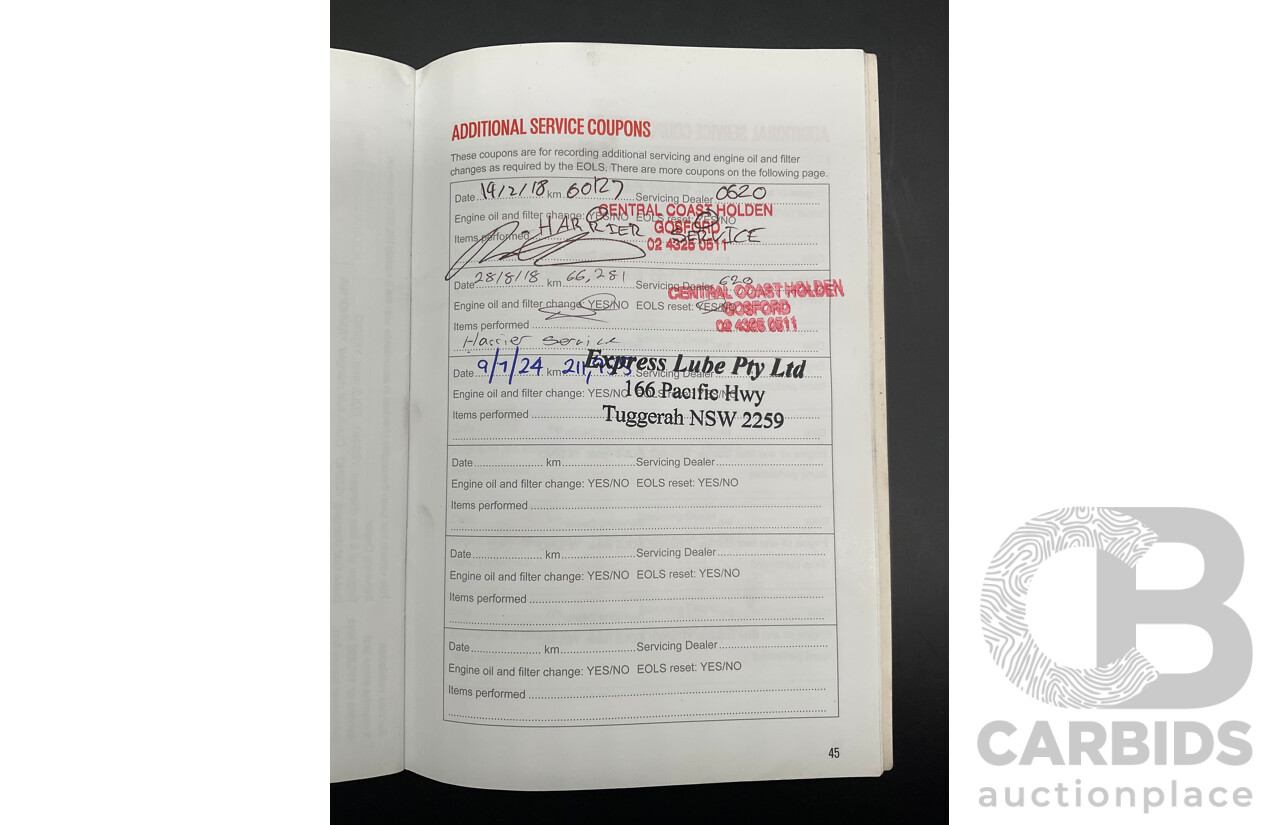 ADDITIONAL SERVICE COUPONS
These coupons are for recording additional servicing and engine oil and filter
changes as required by the EOLS. There are more coupons on the following page.
Date 19/2/18 km 60127 Servicing Dealer 0620
Engine oil and filter change: YES/NO EOLS reset: YES/NO
CENTRAL COAST HOLDEN
GOSFORD
02 4325 0511
Items performed HARRIER SERVICE
Date 28/8/18 km 66,281 Servicing Dealer 620
CENTRAL COAST HOLDEN
GOSFORD
02 4325 0511
Engine oil and filter change YES/NO EOLS reset: YES/NO
Items performed
Harrier Service
Date 9/7/24 km Servicing Dealer
Express Lube Pty Ltd
166 Pacific Hwy
Tuggerah NSW 2259
Engine oil and filter change: YES/NO EOLS reset: YES/NO
Items performed
Date km Servicing Dealer
Engine oil and filter change: YES/NO EOLS reset: YES/NO
Items performed
Date km Servicing Dealer
Engine oil and filter change: YES/NO EOLS reset: YES/NO
Items performed
Date km Servicing Dealer
Engine oil and filter change: YES/NO EOLS reset: YES/NO
Items performed
45
CB
CARBIDS
auctionplace